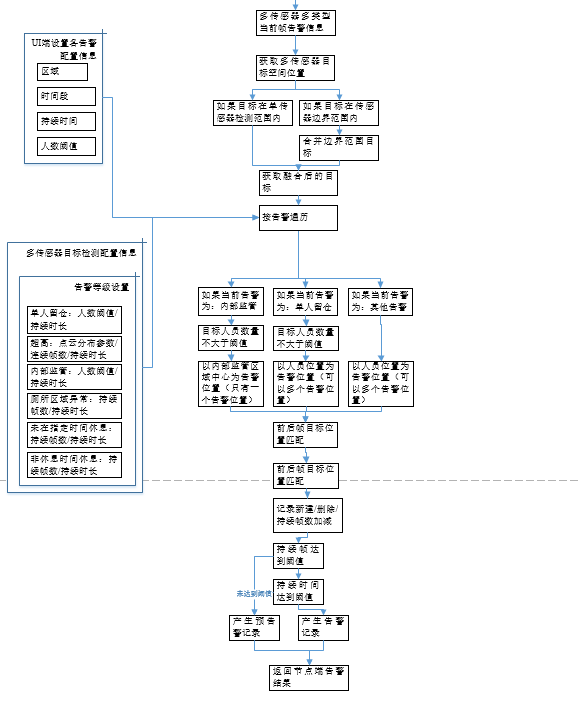 多传感器多类型
当前帧告警信息
获取多传感器目
标空间位置
如果目标在单传
感器检测范围内
如果目标在传感
器边界范围内
合并边界范围目
标
获取融合后的目
标
按告警遍历
UI端设置各告警
配置信息
区域
时间段
持续时间
人数阈值
多传感器目标检测配置信息
告警等级设置
单人留仓：人数阈值/
持续时长
超高：点云分布参数/
连续帧数/持续时长
内部监管：人数阈值/
持续时长
厕所区域异常：持续
帧数/持续时长
未在指定时间休息：
持续帧数/持续时长
非休息时间休息：持
续帧数/持续时长
如果当前告警
为：内部监管
如果当前告警
为：单人留仓
如果当前告警
为：其他告警
目标人员数量
不大于阈值
目标人员数量
不大于阈值
以内部监管区
域中心为告警
位置（只有一
个告警位置）
以人员位置为
告警位置（可
以多个告警位
置）
以人员位置为
告警位置（可
以多个告警位
置）
前后帧目标位
置匹配
前后帧目标位
置匹配
记录新建/删除/
持续帧数加减
持续帧达
到阈值
持续时间
达到阈值
未达到阈值
产生预告
警记录
产生告警
记录
返回节点端告警
结果